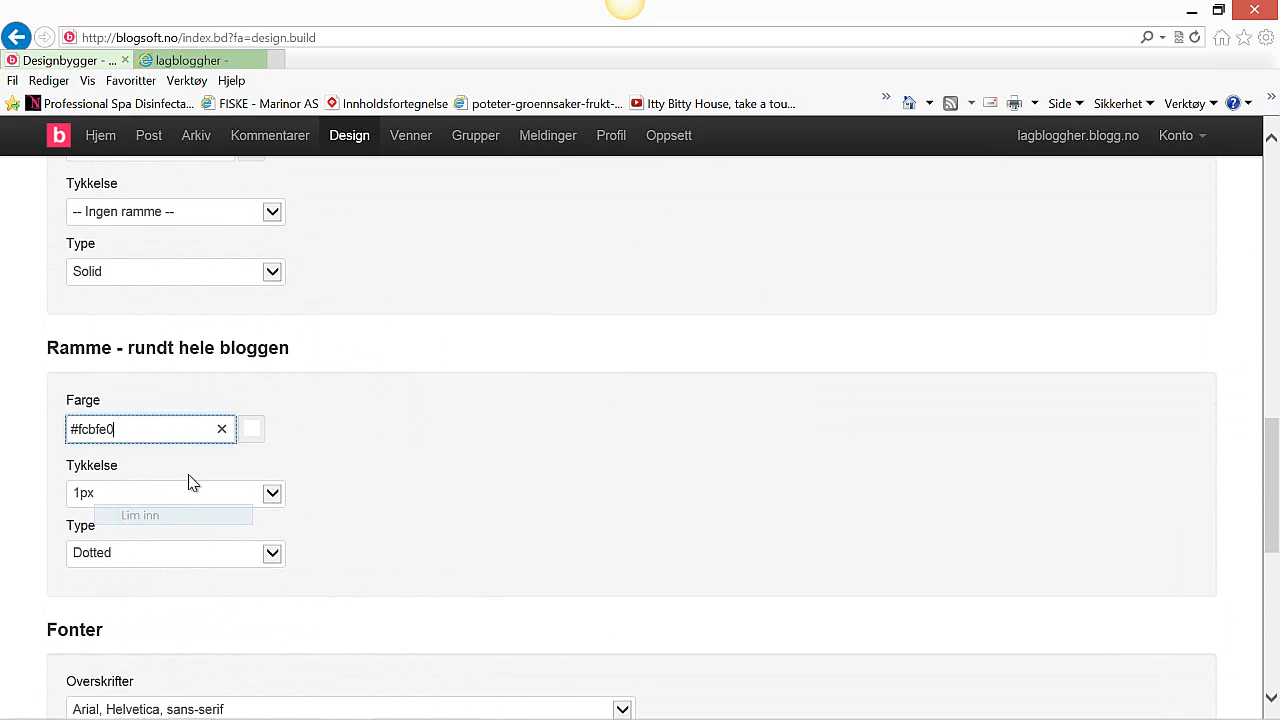 http://blogsoft.no/index.bd?fa=design.build
Designbygger - ...
lagbloggher -
Fil Rediger Vis Favoritter Verktøy Hjelp
Professional Spa Disinfecta... FISKE - Marinor AS Innholdsfortegnelse poteter-groennsaker-frukt-... Itty Bitty House, take a tou... Side Sikkerhet Verktøy
b Hjem Post Arkiv Kommentarer Design Venner Grupper Meldinger Profil Oppsett lagbloggher.blogg.no Konto
Tykkelse
-- Ingen ramme --
Type
Solid
Ramme - rundt hele bloggen
Farge
#fcbfe0
Tykkelse
1px
Lim inn
Type
Dotted
Fonter
Overskrifter
Arial, Helvetica, sans-serif